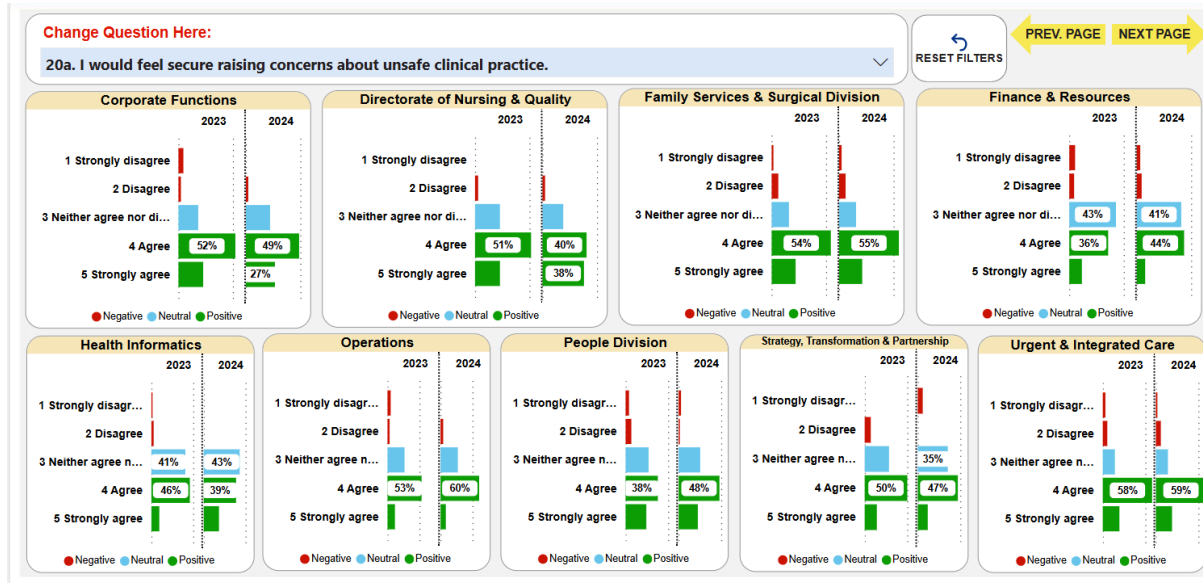 Change Question Here:
20a. I would feel secure raising concerns about unsafe clinical practice.
RESET FILTERS
PREV. PAGE
NEXT PAGE
Corporate Functions
2023 2024
1 Strongly disagree
2 Disagree
3 Neither agree nor di...
4 Agree 52% 49%
5 Strongly agree 27%
Negative Neutral Positive
Directorate of Nursing & Quality
2023 2024
1 Strongly disagree
2 Disagree
3 Neither agree nor di...
4 Agree 51% 40%
5 Strongly agree 38%
Negative Neutral Positive
Family Services & Surgical Division
2023 2024
1 Strongly disagree
2 Disagree
3 Neither agree nor di...
4 Agree 54% 55%
5 Strongly agree
Negative Neutral Positive
Finance & Resources
2023 2024
1 Strongly disagree
2 Disagree
3 Neither agree nor di... 43% 41%
4 Agree 36% 44%
5 Strongly agree
Negative Neutral Positive
Health Informatics
2023 2024
1 Strongly disagr...
2 Disagree
3 Neither agree n... 41% 43%
4 Agree 46% 39%
5 Strongly agree
Negative Neutral Positive
Operations
2023 2024
1 Strongly disagr...
2 Disagree
3 Neither agree n...
4 Agree 53% 60%
5 Strongly agree
Negative Neutral Positive
People Division
2023 2024
1 Strongly disagr...
2 Disagree
3 Neither agree n...
4 Agree 38% 48%
5 Strongly agree
Negative Neutral Positive
Strategy, Transformation & Partnership
2023 2024
1 Strongly disagr...
2 Disagree
3 Neither agree n... 35%
4 Agree 50% 47%
5 Strongly agree
Negative Neutral Positive
Urgent & Integrated Care
2023 2024
1 Strongly disagr...
2 Disagree
3 Neither agree n...
4 Agree 58% 59%
5 Strongly agree
Negative Neutral Positive